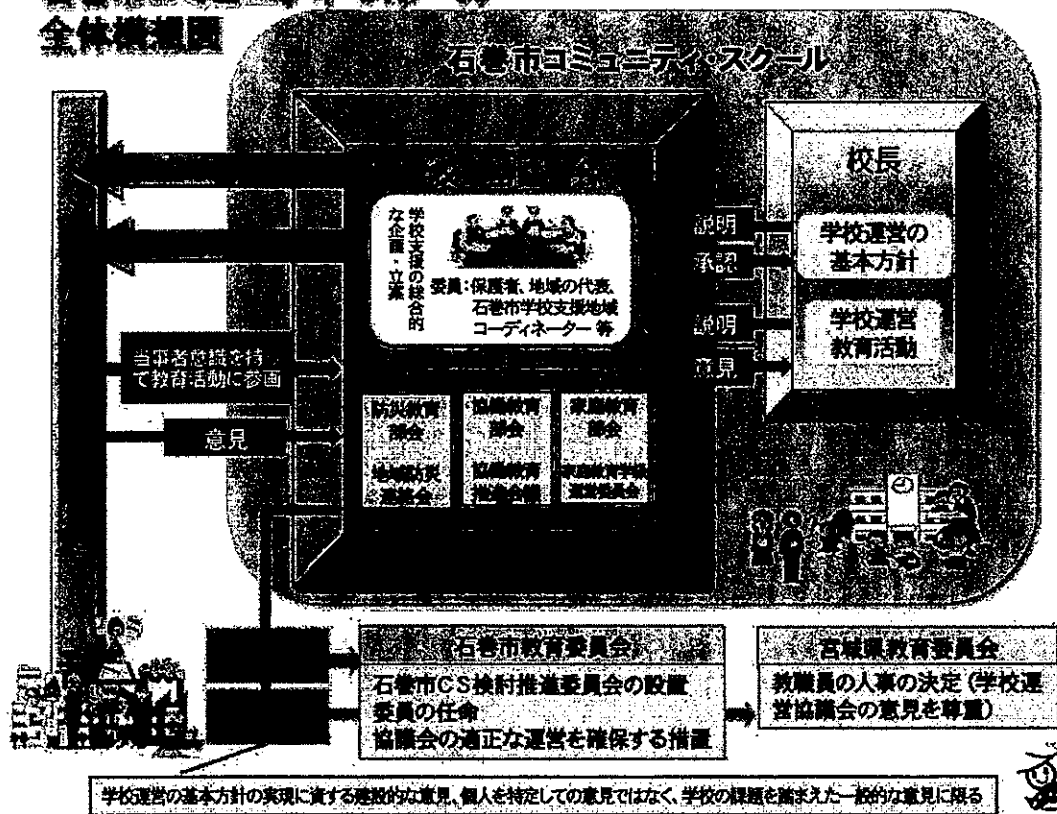 全体構想図
石巻市コミュニティ・スクール
校長
学校支援の総合的
な企画・立案
委員:保護者、地域の代表、
石巻市学校支援地域
コーディネーター 等
説明
承認
説明
意見
学校運営の
基本方針
学校運営
教育活動
当事者意識を持っ
て教育活動に参画
意見
防災教育
部会
協働教育
部会
協働教育
家庭教育
部会
石巻市教育委員会
石巻市CS検討推進委員会の設置
委員の任命
協議会の適正な運営を確保する措置
宮城県教育委員会
教職員の人事の決定(学校運
営協議会の意見を尊重)
学校運営の基本方針の実現に資する建設的な意見、個人を特定しての意見ではなく、学校の課題を踏まえた一般的な意見に限る